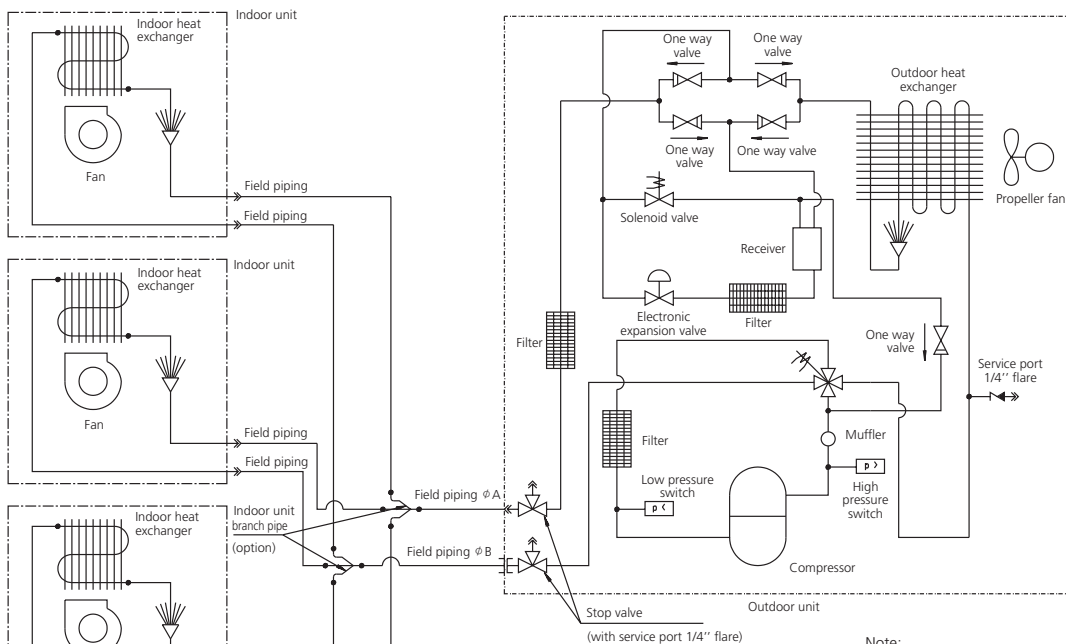 Indoor unit
Indoor heat
exchanger
Fan
Field piping
Field piping
Indoor unit
Indoor heat
exchanger
Fan
Field piping
Field piping
Indoor heat
exchanger
Indoor unit
branch pipe
(option)
Field piping φA
Field piping φB
One way
valve
One way
valve
One way
valve
One way valve
Outdoor heat
exchanger
Propeller fan
Solenoid valve
Receiver
Electronic
expansion valve
Filter
Filter
One way
valve
Service port
1/4'' flare
Filter
Muffler
Low pressure
switch
P <
P >
High
pressure
switch
Compressor
Stop valve
(with service port 1/4'' flare)
Outdoor unit
Note: